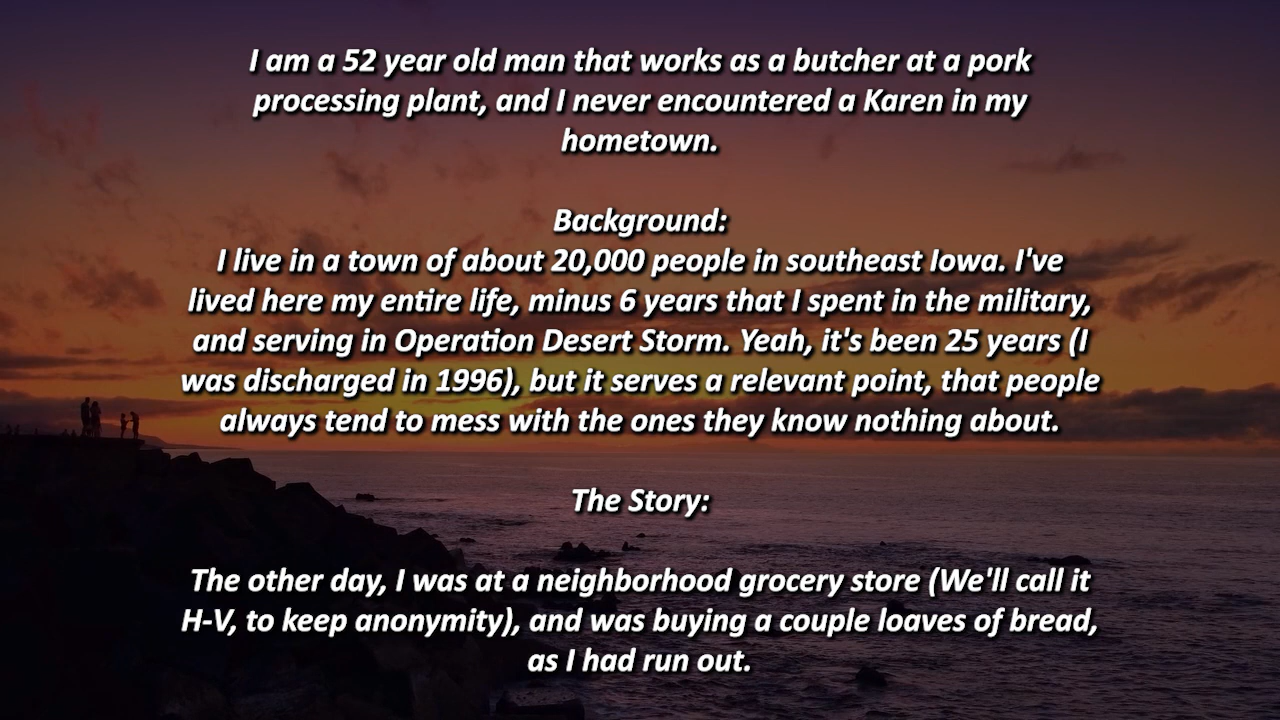 I am a 52 year old man that works as a butcher at a pork
processing plant, and I never encountered a Karen in my
hometown.
Background:
I live in a town of about 20,000 people in southeast Iowa. I've
lived here my entire life, minus 6 years that I spent in the military,
and serving in Operation Desert Storm. Yeah, it's been 25 years (I
was discharged in 1996), but it serves a relevant point, that people
always tend to mess with the ones they know nothing about.
The Story:
The other day, I was at a neighborhood grocery store (We'll call it
H-V, to keep anonymity), and was buying a couple loaves of bread,
as I had run out.